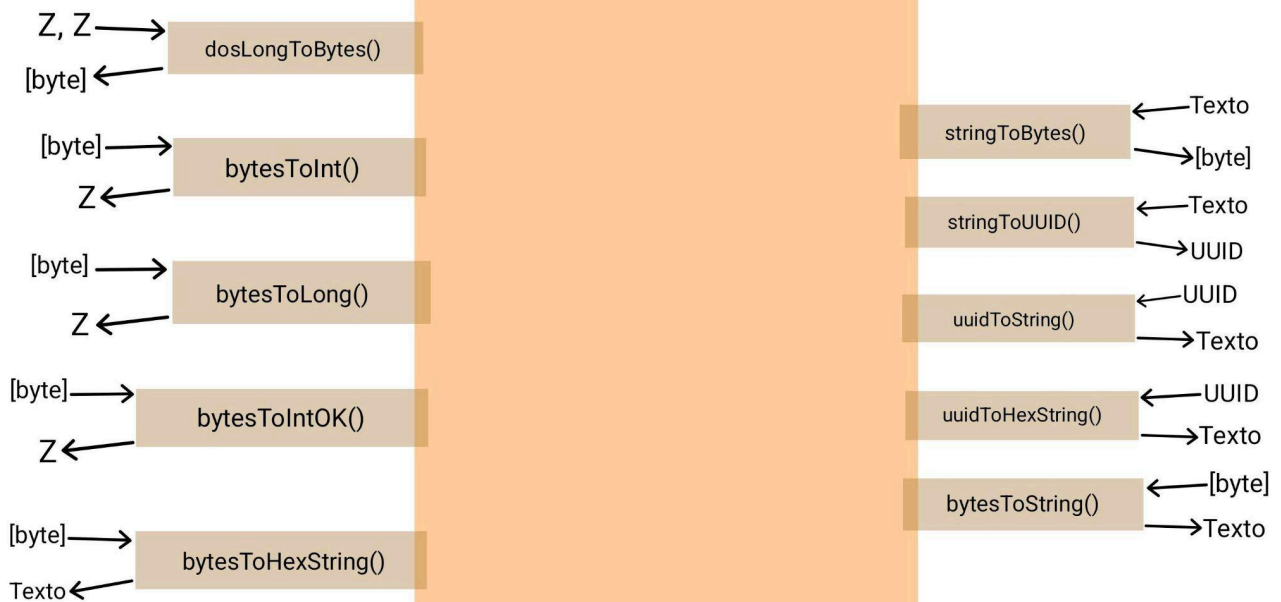 Z, Z
dosLongToBytes()
[byte]
[byte]
bytesToInt()
Z
[byte]
bytesToLong()
Z
[byte]
bytesToIntOK()
Z
[byte]
bytesToHexString()
Texto
Texto
stringToBytes()
[byte]
Texto
stringToUUID()
UUID
UUID
uuidToString()
Texto
UUID
uuidToHexString()
Texto
[byte]
bytesToString()
Texto